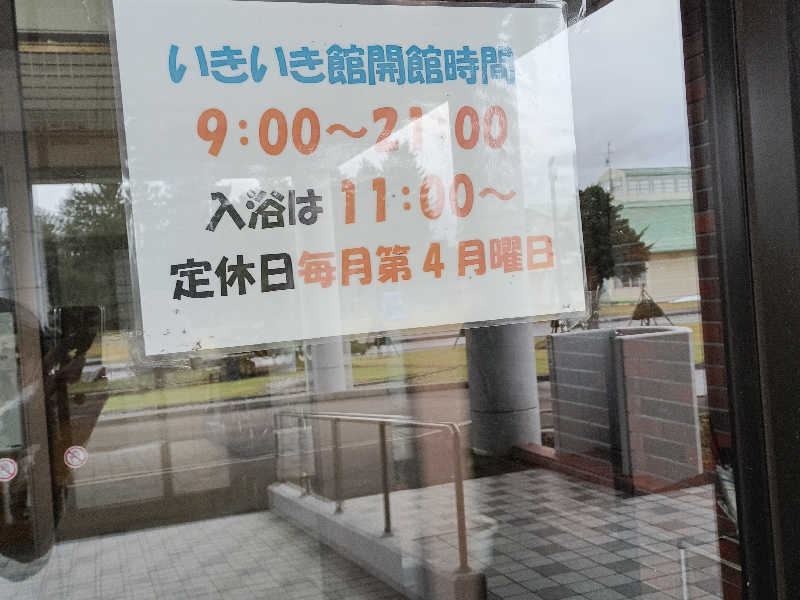 いきいき館開館時間
9:00～21:00
入浴は 11:00～
定休日毎月第4月曜日